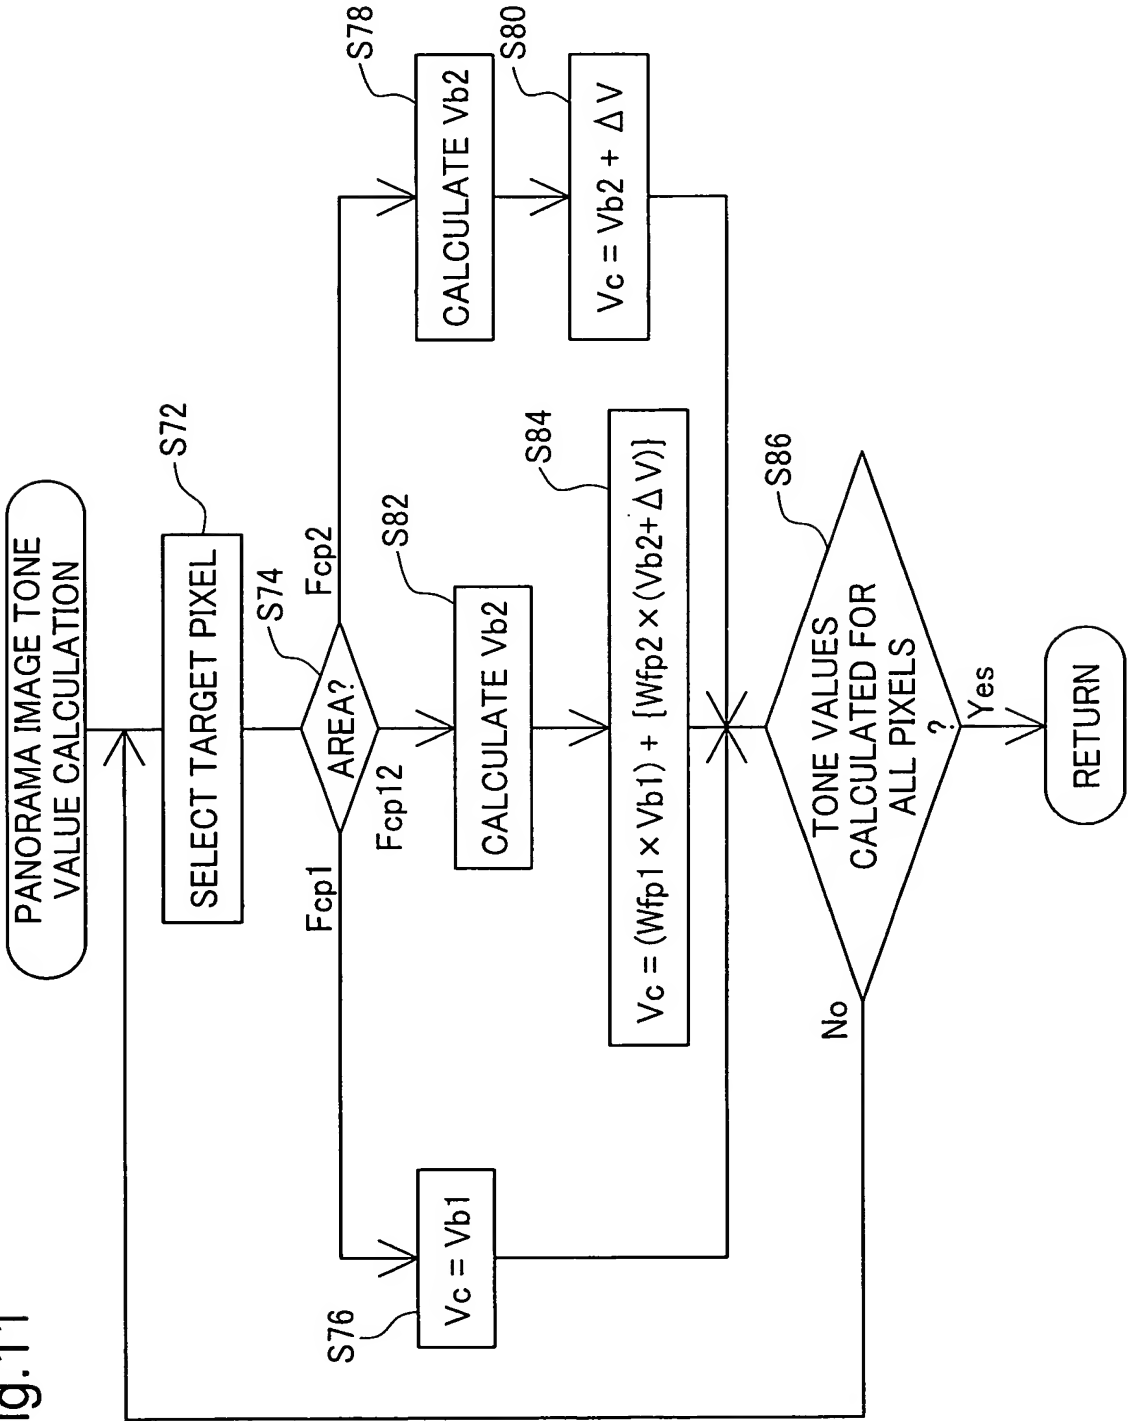 ig.11
PANORAMA IMAGE TONE
VALUE CALCULATION
S72
SELECT TARGET PIXEL
S74
AREA?
Fcp1
Fcp12
Fcp2
S76
Vc = Vb1
S82
CALCULATE Vb2
S84
Vc = (Wfp1 × Vb1) + {Wfp2 × (Vb2+ΔV)}
S78
CALCULATE Vb2
S80
Vc = Vb2 + ΔV
S86
TONE VALUES
CALCULATED FOR
ALL PIXELS
?
No
Yes
RETURN